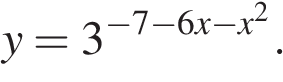 y = 3^{-7-6x-x^2}.